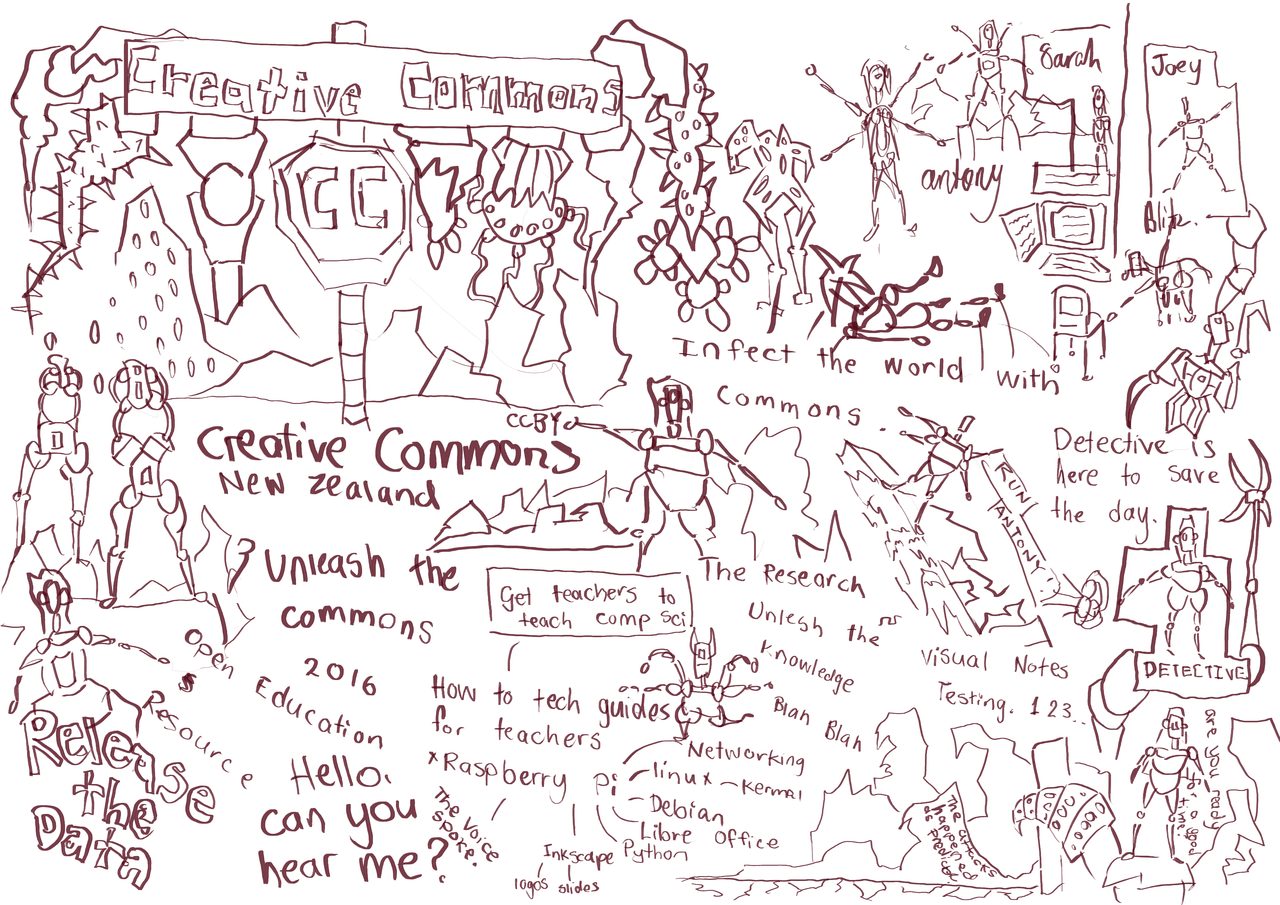 Creative Commons
CC
Sarah
Joey
antony
Blitz.
Infect the world with
Commons.
CCBY
Creative Commons
New Zealand
Detective is
here to save
the day.
RUN
ANTONY
Unleash the
commons
2016
Get teachers to
teach comp sci
The Research
Unlesh the
Knowledge
Blah Blah
Visual Notes
Testing. 1 2 3...
DETECTIVE
Open Education
Resource
Release
the
Data
How to tech guides
for teachers
x Raspberry Pi
Networking
linux - Kernal
Debian
Libre Office
Python
Inkscape
logos slides
Hello.
can you
hear me?
The voice
spoke.
The attacks
happened
as predicted
are you ready
for a good
time